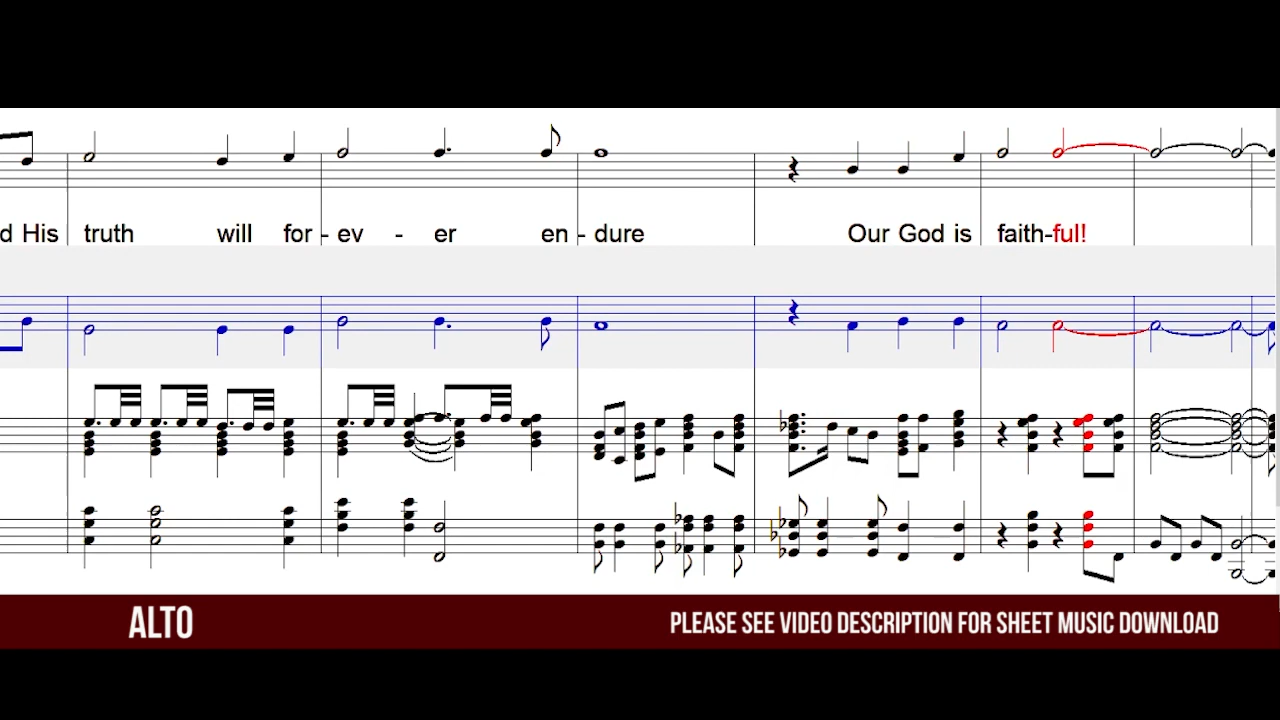 d His truth will for - ev - er en - dure Our God is faith-ful!
ALTO
PLEASE SEE VIDEO DESCRIPTION FOR SHEET MUSIC DOWNLOAD